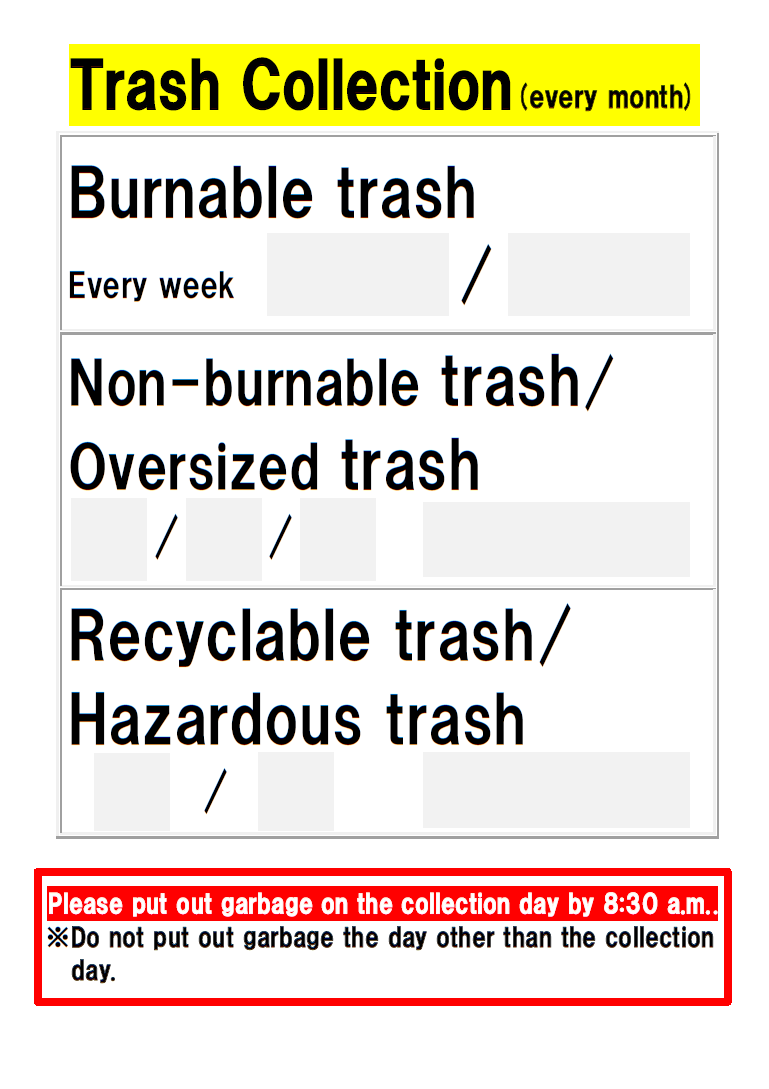 Trash Collection (every month)
Burnable trash
Every week /
Non-burnable trash/
Oversized trash
/ /
Recyclable trash/
Hazardous trash
/
Please put out garbage on the collection day by 8:30 a.m..
※Do not put out garbage the day other than the collection
day.